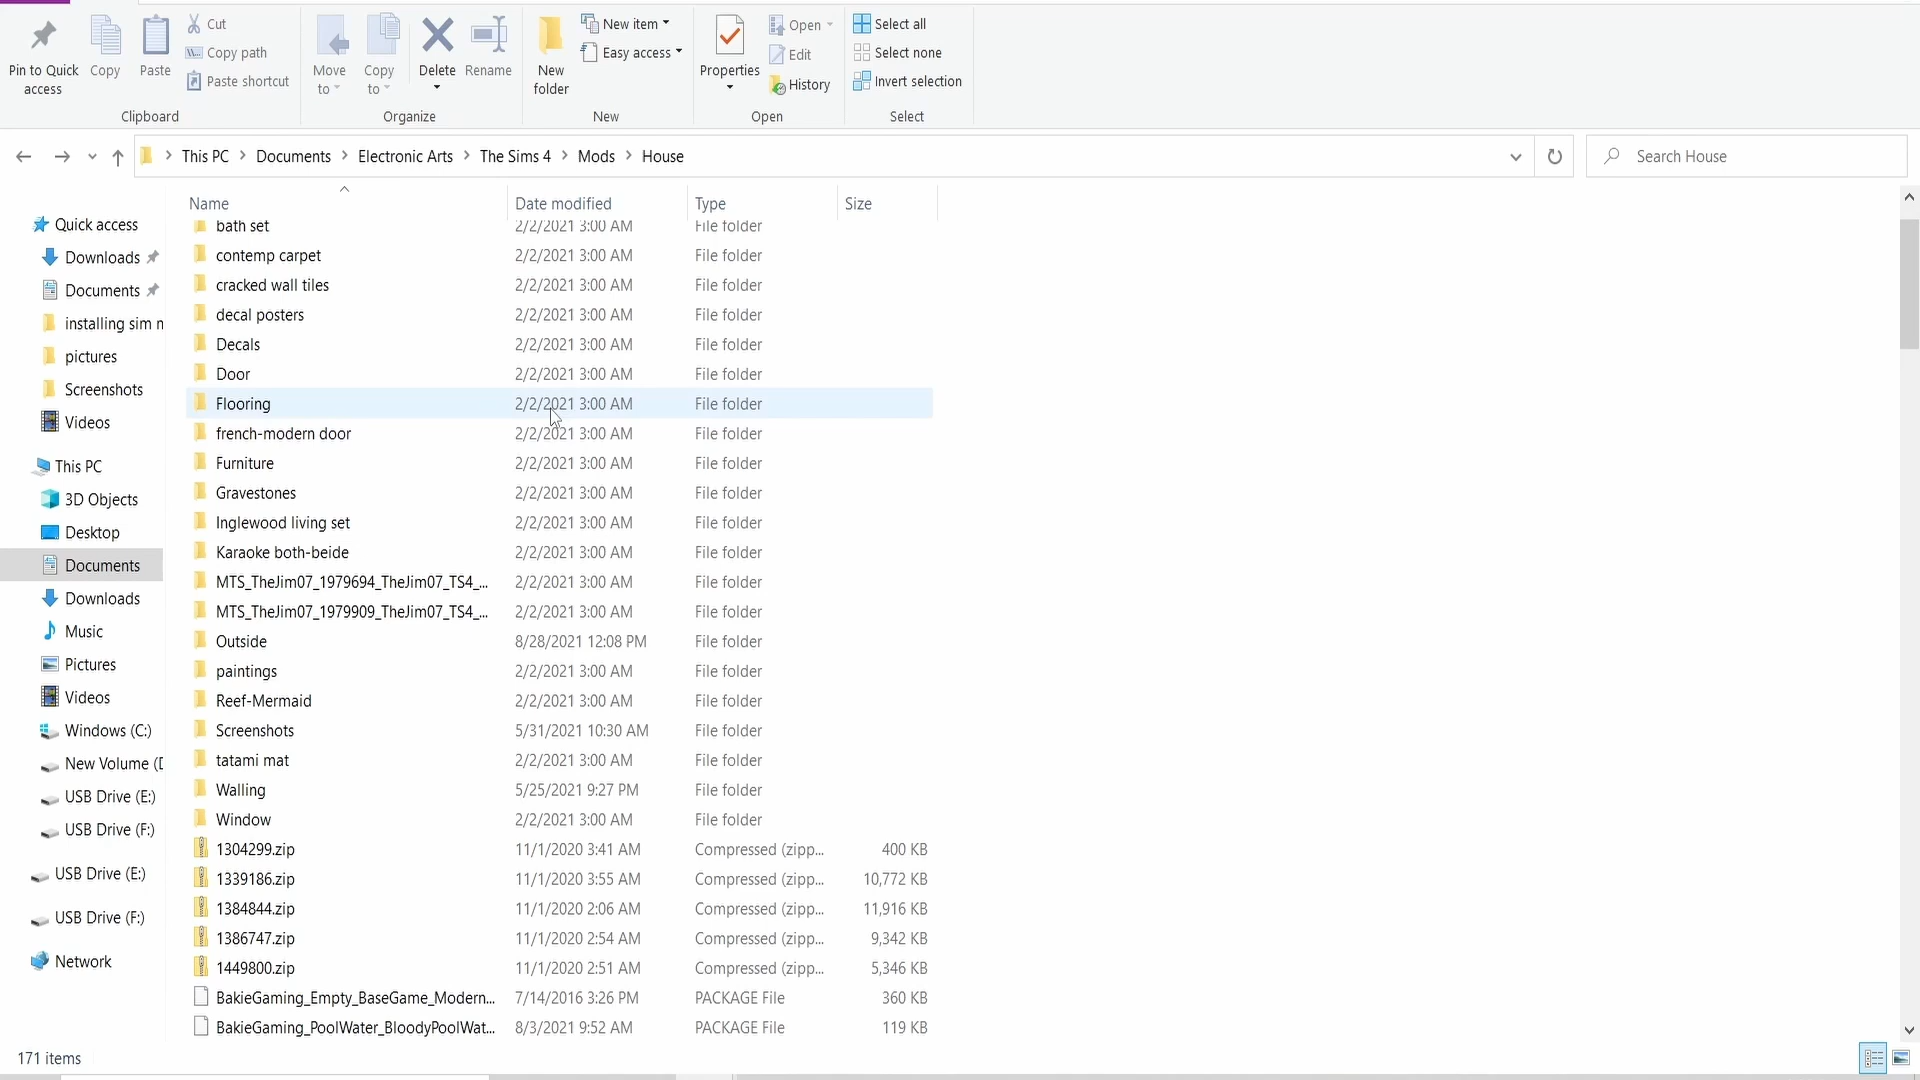 Pin to Quick access
Copy
Paste
Cut
Copy path
Paste shortcut
Clipboard
Move to
Copy to
Delete
Rename
Organize
New folder
New item
Easy access
New
Properties
Open
Edit
History
Open
Select all
Select none
Invert selection
Select
This PC > Documents > Electronic Arts > The Sims 4 > Mods > House
Search House
Quick access
Downloads
Documents
installing sim m
pictures
Screenshots
Videos
This PC
3D Objects
Desktop
Documents
Downloads
Music
Pictures
Videos
Windows (C:)
New Volume (D
USB Drive (E:)
USB Drive (F:)
USB Drive (E:)
USB Drive (F:)
Network
Name Date modified Type Size
bath set 2/2/2021 3:00 AM File folder
contemp carpet 2/2/2021 3:00 AM File folder
cracked wall tiles 2/2/2021 3:00 AM File folder
decal posters 2/2/2021 3:00 AM File folder
Decals 2/2/2021 3:00 AM File folder
Door 2/2/2021 3:00 AM File folder
Flooring 2/2/2021 3:00 AM File folder
french-modern door 2/2/2021 3:00 AM File folder
Furniture 2/2/2021 3:00 AM File folder
Gravestones 2/2/2021 3:00 AM File folder
Inglewood living set 2/2/2021 3:00 AM File folder
Karaoke both-beide 2/2/2021 3:00 AM File folder
MTS_TheJim07_1979694_TheJim07_TS4_... 2/2/2021 3:00 AM File folder
MTS_TheJim07_1979909_TheJim07_TS4_... 2/2/2021 3:00 AM File folder
Outside 8/28/2021 12:08 PM File folder
paintings 2/2/2021 3:00 AM File folder
Reef-Mermaid 2/2/2021 3:00 AM File folder
Screenshots 5/31/2021 10:30 AM File folder
tatami mat 2/2/2021 3:00 AM File folder
Walling 5/25/2021 9:27 PM File folder
Window 2/2/2021 3:00 AM File folder
1304299.zip 11/1/2020 3:41 AM Compressed (zipp... 400 KB
1339186.zip 11/1/2020 3:55 AM Compressed (zipp... 10,772 KB
1384844.zip 11/1/2020 2:06 AM Compressed (zipp... 11,916 KB
1386747.zip 11/1/2020 2:54 AM Compressed (zipp... 9,342 KB
1449800.zip 11/1/2020 2:51 AM Compressed (zipp... 5,346 KB
BakieGaming_Empty_BaseGame_Modern... 7/14/2016 3:26 PM PACKAGE File 360 KB
BakieGaming_PoolWater_BloodyPoolWat... 8/3/2021 9:52 AM PACKAGE File 119 KB
171 items